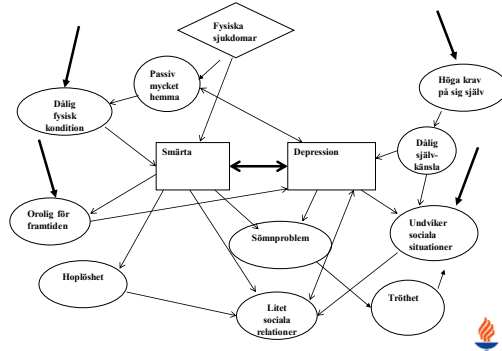 Fysiska
sjukdomar
Passiv
mycket
hemma
Höga krav
på sig själv
Dålig
fysisk
kondition
Smärta
Depression
Dålig
själv-
känsla
Orolig för
framtiden
Sömnproblem
Undviker
sociala
situationer
Hoplöshet
Litet
sociala
relationer
Tröthet